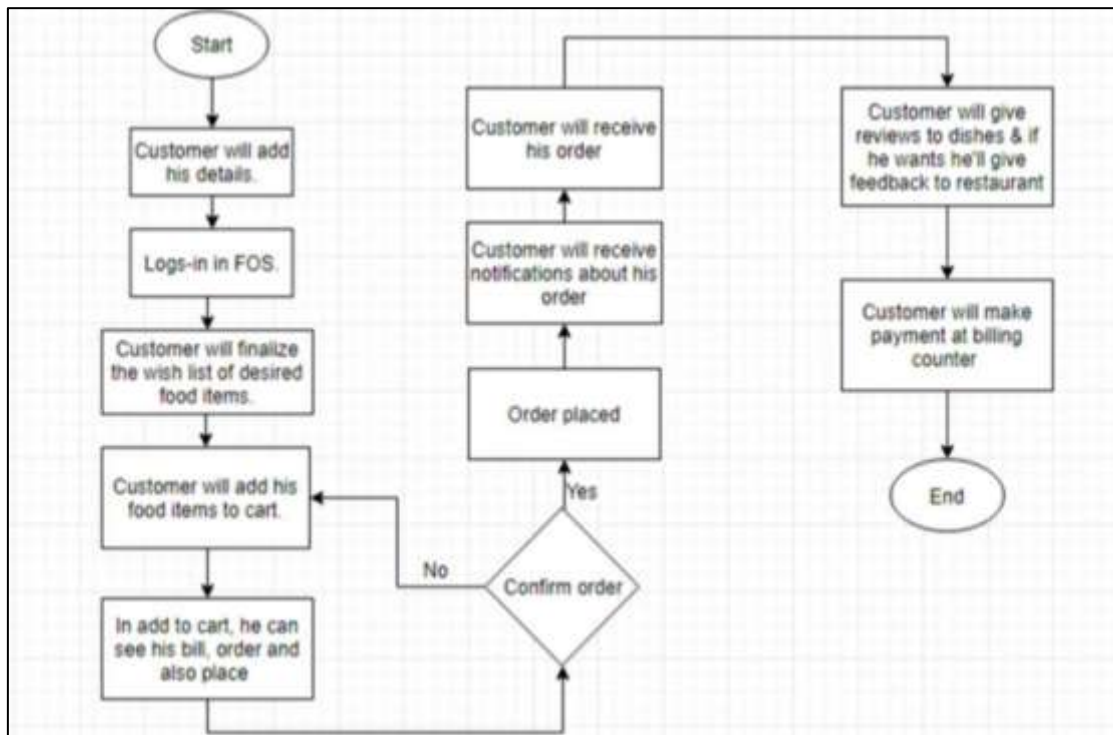 Start
Customer will add
his details.
Logs-in in FOS.
Customer will finalize
the wish list of desired
food items.
Customer will add his
food items to cart.
In add to cart, he can
see his bill, order and
also place
Confirm order
No
Yes
Order placed
Customer will receive
notifications about his
order
Customer will receive
his order
Customer will give
reviews to dishes & if
he wants he'll give
feedback to restaurant
Customer will make
payment at billing
counter
End